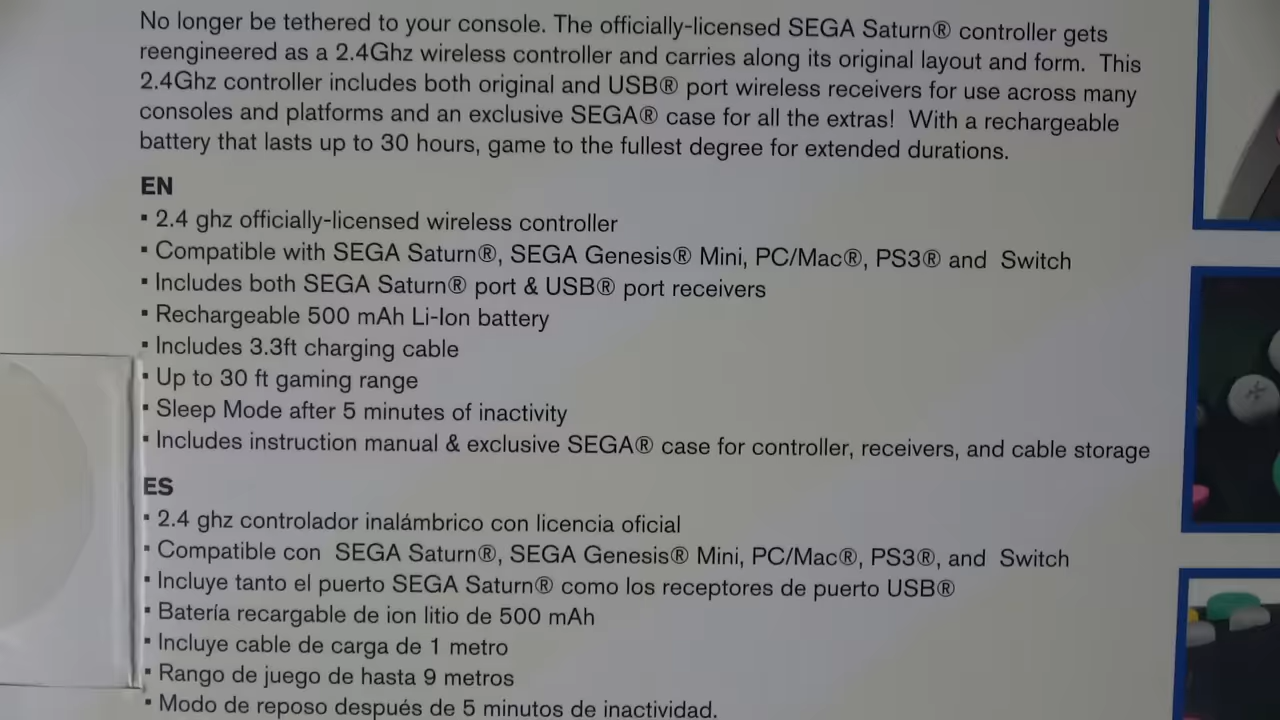 No longer be tethered to your console. The officially-licensed SEGA Saturn® controller gets
reengineered as a 2.4Ghz wireless controller and carries along its original layout and form. This
2.4Ghz controller includes both original and USB® port wireless receivers for use across many
consoles and platforms and an exclusive SEGA® case for all the extras! With a rechargeable
battery that lasts up to 30 hours, game to the fullest degree for extended durations.
EN
▪ 2.4 ghz officially-licensed wireless controller
▪ Compatible with SEGA Saturn®, SEGA Genesis® Mini, PC/Mac®, PS3® and Switch
▪ Includes both SEGA Saturn® port & USB® port receivers
▪ Rechargeable 500 mAh Li-Ion battery
▪ Includes 3.3ft charging cable
▪ Up to 30 ft gaming range
▪ Sleep Mode after 5 minutes of inactivity
▪ Includes instruction manual & exclusive SEGA® case for controller, receivers, and cable storage
ES
▪ 2.4 ghz controlador inalámbrico con licencia oficial
▪ Compatible con SEGA Saturn®, SEGA Genesis® Mini, PC/Mac®, PS3®, and Switch
▪ Incluye tanto el puerto SEGA Saturn® como los receptores de puerto USB®
▪ Batería recargable de ion litio de 500 mAh
▪ Incluye cable de carga de 1 metro
▪ Rango de juego de hasta 9 metros
▪ Modo de reposo después de 5 minutos de inactividad.